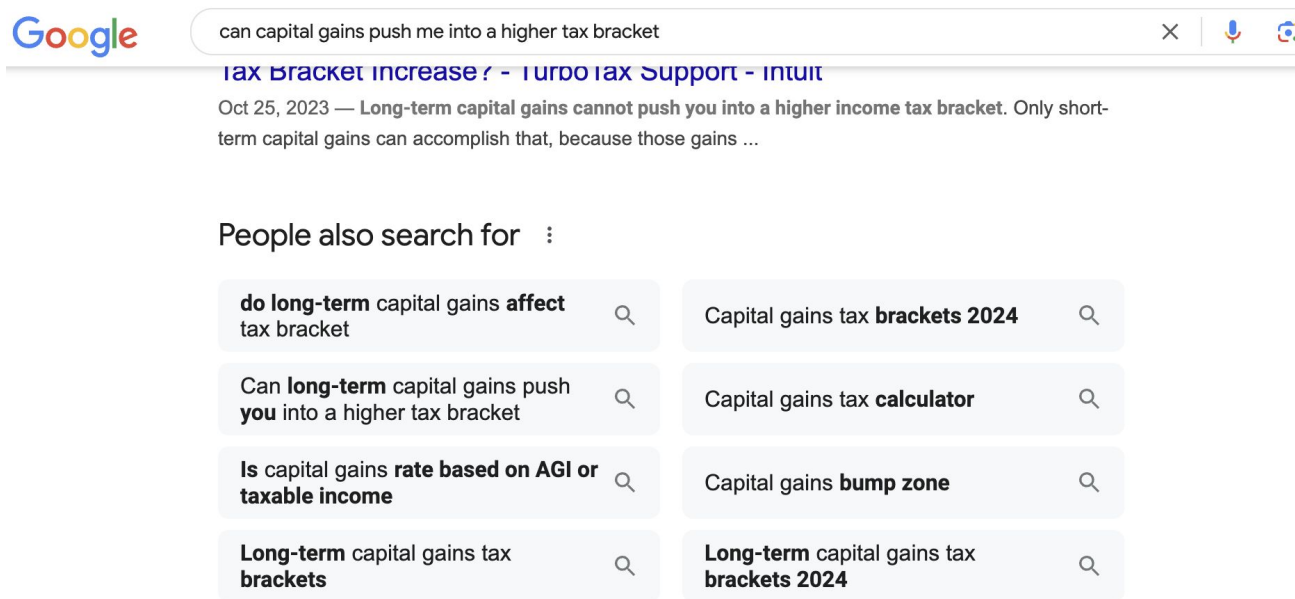 Google
can capital gains push me into a higher tax bracket
Tax Bracket Increase? - TurboTax Support - Intuit
Oct 25, 2023 — Long-term capital gains cannot push you into a higher income tax bracket. Only short-
term capital gains can accomplish that, because those gains ...
People also search for
do long-term capital gains affect
tax bracket
Capital gains tax brackets 2024
Can long-term capital gains push
you into a higher tax bracket
Capital gains tax calculator
Is capital gains rate based on AGI or
taxable income
Capital gains bump zone
Long-term capital gains tax
brackets
Long-term capital gains tax
brackets 2024